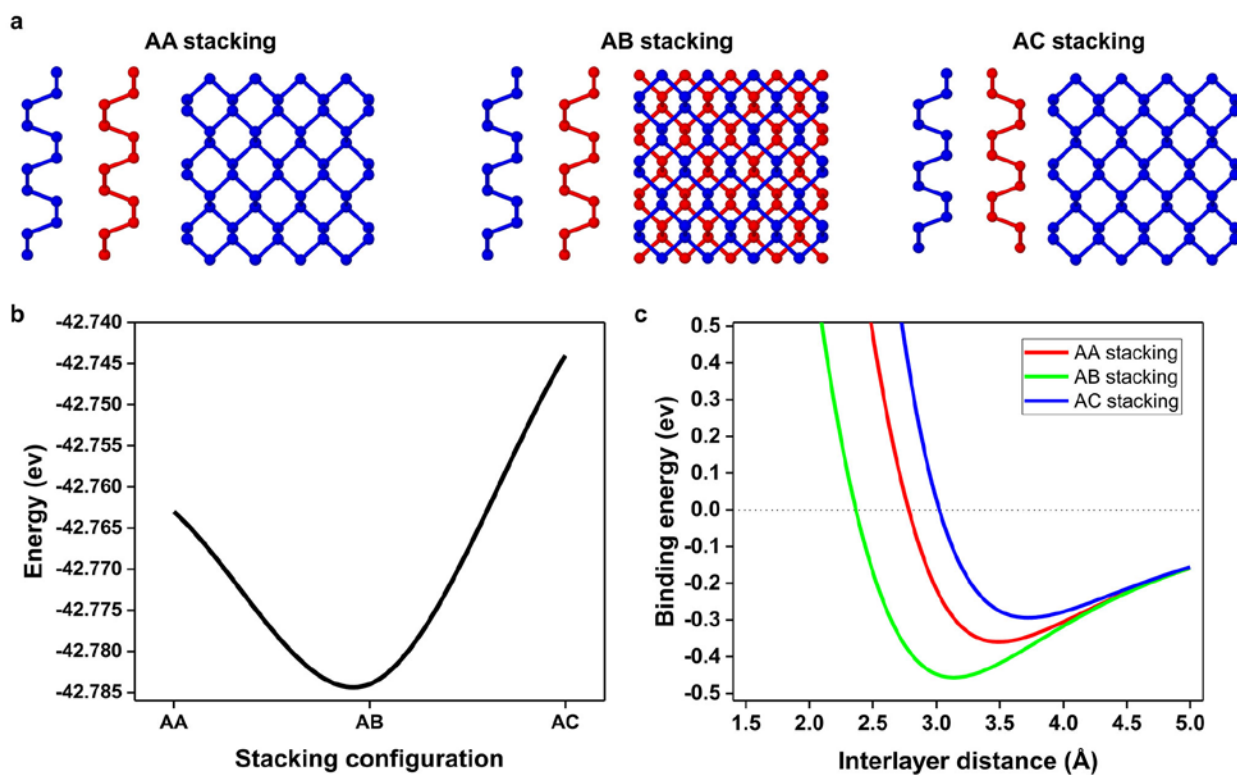 a
AA stacking
AB stacking
AC stacking
b
-42.740
-42.745
-42.750
-42.755
-42.760
-42.765
-42.770
-42.775
-42.780
-42.785
Energy (ev)
AA
AB
AC
Stacking configuration
c
0.5
0.4
0.3
0.2
0.1
0.0
-0.1
-0.2
-0.3
-0.4
-0.5
Binding energy (ev)
AA stacking
AB stacking
AC stacking
1.5
2.0
2.5
3.0
3.5
4.0
4.5
5.0
Interlayer distance (Å)